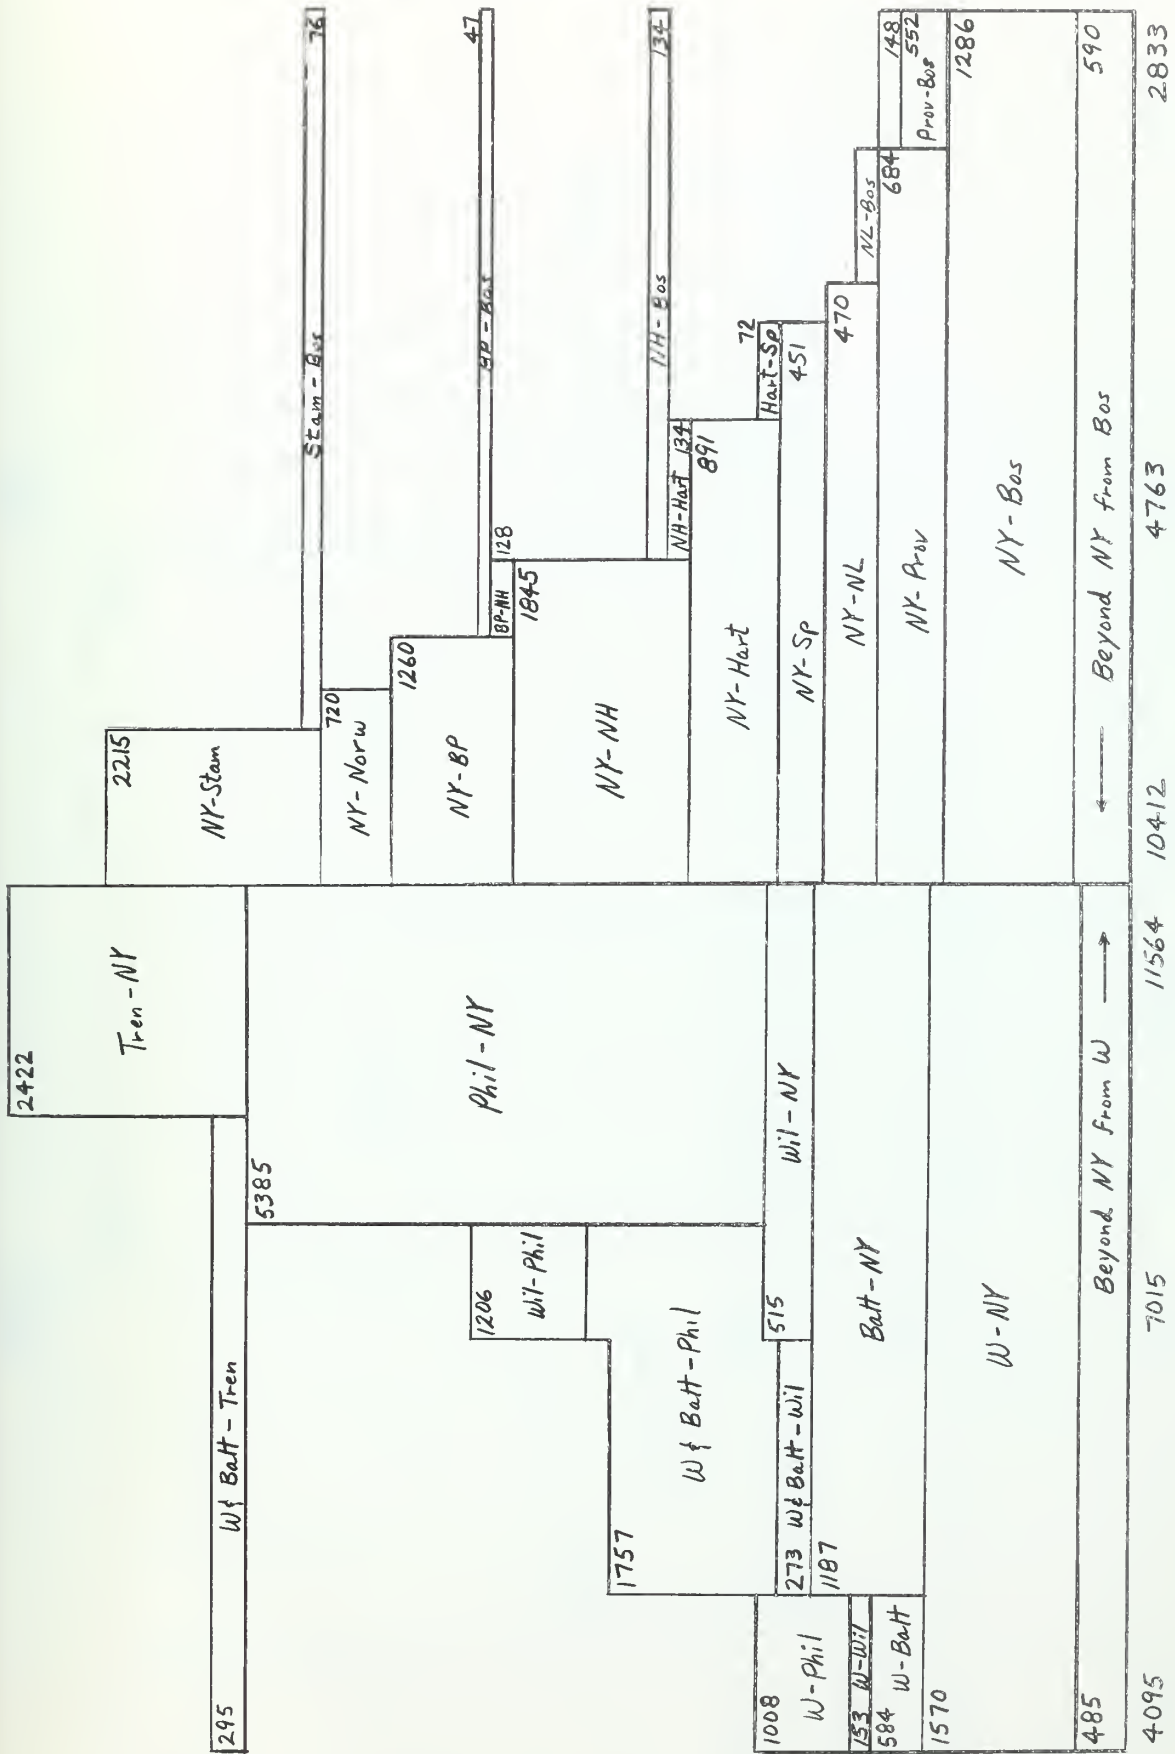 2422
Tren-NY
295
W & Balt-Tren
5385
Phil-NY
1206
Wil-Phil
1757
W & Balt-Phil
515
Wil-NY
273 W & Balt-Wil
1187
Balt-NY
1008
W-Phil
153 W-Wil
584
W-Balt
1570
W-NY
485
Beyond NY from W →
4095
7015
11564
2215
NY-Stam
Stam-Bos
76
720
NY-Norw
1260
NY-BP
BP-Bos
47
BP-NH
128
1845
NY-NH
NH-Bos
134
NH-Hart
134
891
NY-Hart
72
Hart-Sp
451
NY-Sp
470
NY-NL
NL-Bos
684
NY-Prov
148
552
Prov-Bos
1286
NY-Bos
590
← Beyond NY from Bos
10412
4763
2833